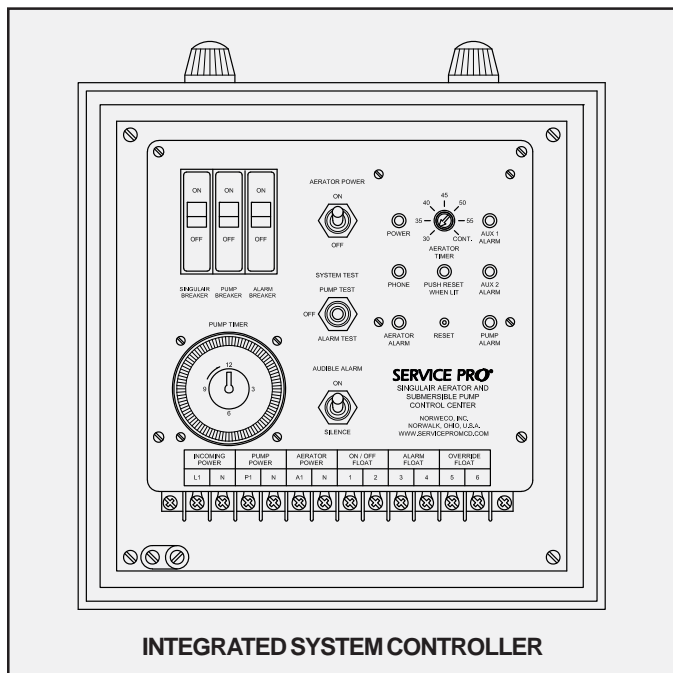 ON ON ON
OFF OFF OFF
SINGULAIR BREAKER
PUMP BREAKER
ALARM BREAKER
AERATOR POWER
ON
OFF
SYSTEM TEST
PUMP TEST
OFF
ALARM TEST
AUDIBLE ALARM
ON
SILENCE
PUMP TIMER
12
9 3
6
45
40 50
35 55
30 CONT.
AERATOR
TIMER
POWER
AUX 1
ALARM
PHONE
PUSH RESET
WHEN LIT
AUX 2
ALARM
AERATOR
ALARM
RESET
PUMP
ALARM
SERVICE PRO®
SINGULAIR AERATOR AND
SUBMERSIBLE PUMP
CONTROL CENTER
NORWECO, INC.
NORWALK, OHIO, U.S.A.
WWW.SERVICEPROMCD.COM
INCOMING POWER
PUMP POWER
AERATOR POWER
ON / OFF FLOAT
ALARM FLOAT
OVERRIDE FLOAT
L1 N P1 N A1 N 1 2 3 4 5 6
INTEGRATED SYSTEM CONTROLLER